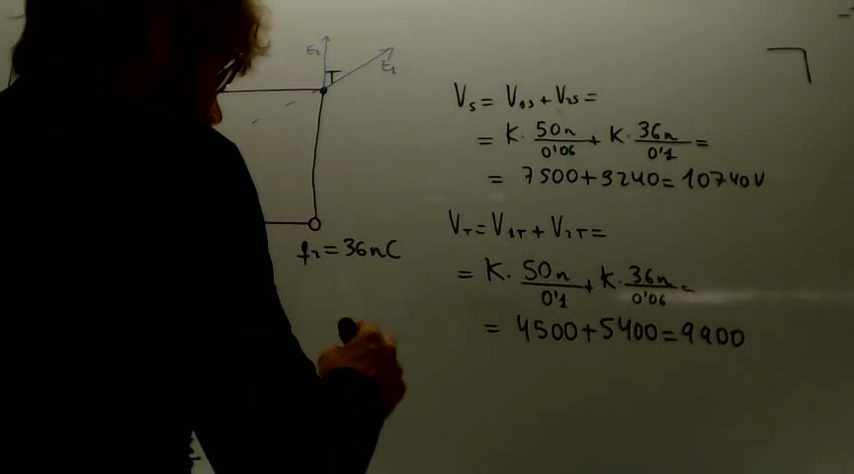 E₂
T
E₁
q₂ = 36nC
Vs = V₁s + V₂s =
= K · 50n/0'06 + K · 36n/0'1 =
= 7500 + 3240 = 10740 V
V_T = V₁T + V₂T =
= K · 50n/0'1 + K · 36n/0'06 =
= 4500 + 5400 = 9900